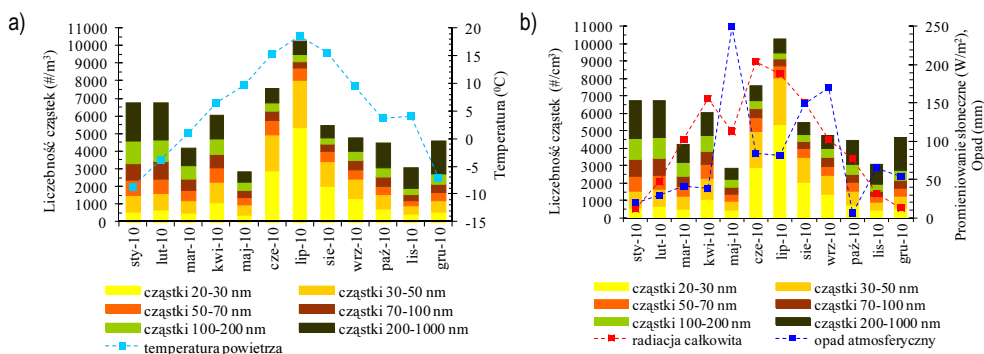 a)
Liczebność cząstek (#/m³)
11000
10000
9000
8000
7000
6000
5000
4000
3000
2000
1000
0
20
15
10
5
0
-5
-10
-15
Temperatura (⁰C)
sty-10
lut-10
mar-10
kwi-10
maj-10
cze-10
lip-10
sie-10
wrz-10
paź-10
lis-10
gru-10
cząstki 20-30 nm
cząstki 30-50 nm
cząstki 50-70 nm
cząstki 70-100 nm
cząstki 100-200 nm
cząstki 200-1000 nm
temperatura powietrza
b)
Liczebność cząstek (#/cm³)
11000
10000
9000
8000
7000
6000
5000
4000
3000
2000
1000
0
250
200
150
100
50
0
Promieniowanie słoneczne (W/m²),
Opad (mm)
sty-10
lut-10
mar-10
kwi-10
maj-10
cze-10
lip-10
sie-10
wrz-10
paź-10
lis-10
gru-10
cząstki 20-30 nm
cząstki 30-50 nm
cząstki 50-70 nm
cząstki 70-100 nm
cząstki 100-200 nm
cząstki 200-1000 nm
radiacja całkowita
opad atmosferyczny